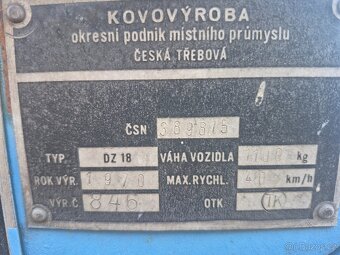 KOVOVÝROBA
okresní podnik místního průmyslu
ČESKÁ TŘEBOVÁ
ČSN
TYP. DZ 18 VÁHA VOZIDLA kg
ROK VÝR. 1970 MAX. RYCHL. km/h
VÝR. Č 846 OTK